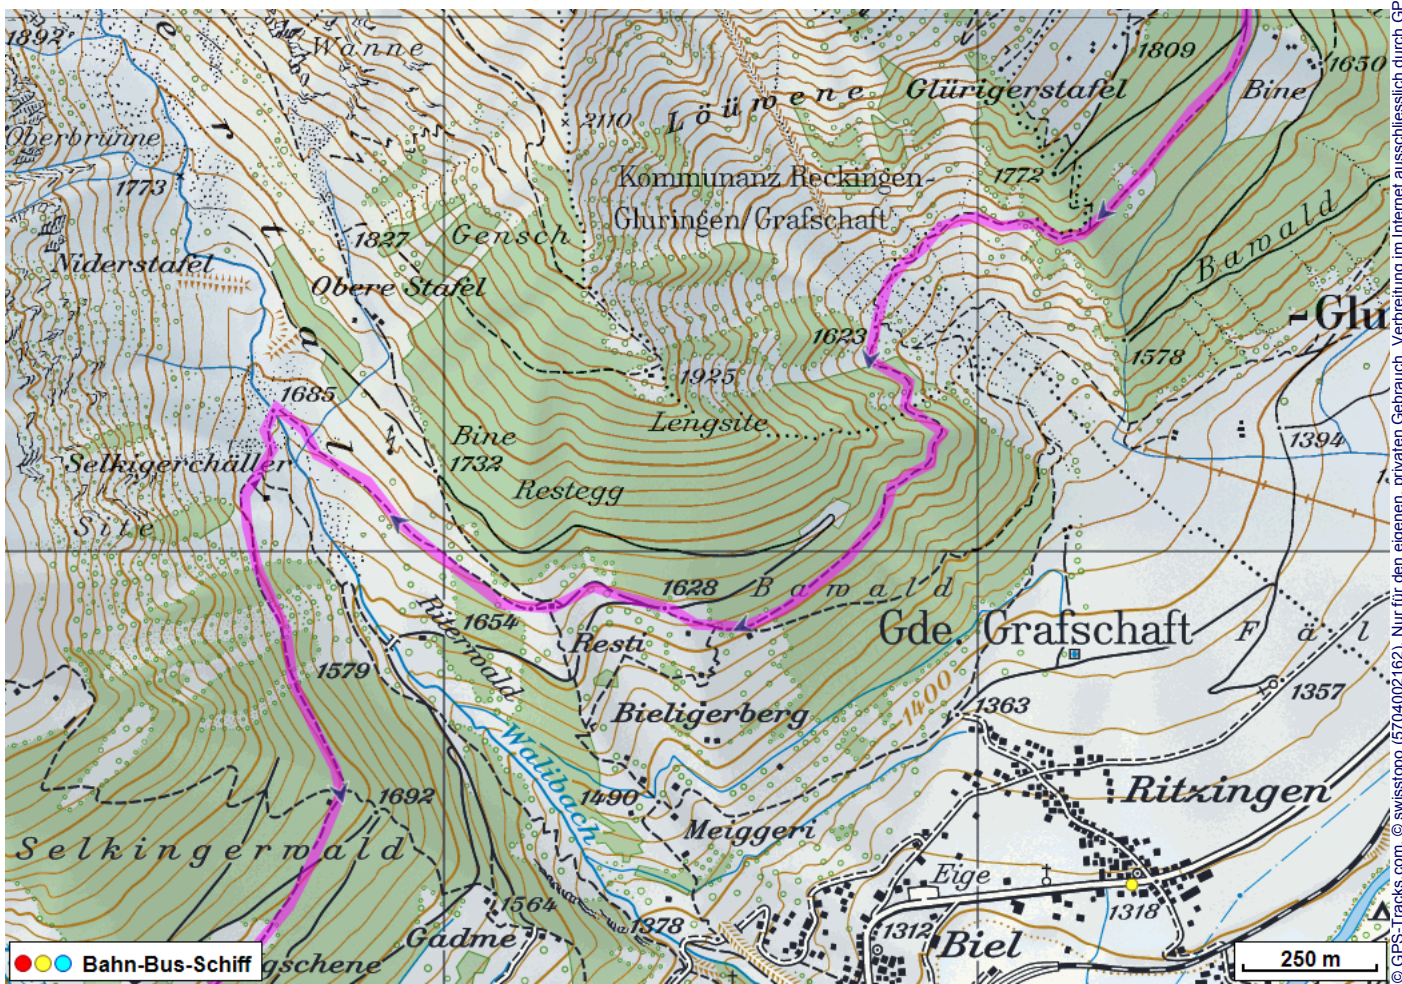 1892
Wanne
1809
1650
Glürigerstafel
Bine
Löüwene
2110
Oberbrunne
1773
Kommunanz Reckingen-
Gluringen/Grafschaft
1772
Bawald
1827
Gensch
Niderstafel
Obere Stafel
-Glu
1623
1578
1925
1685
Lengsite
Bine
1732
1394
Selkigerchäller
Site
Restegg
1628
Bawald
1654
Riterwald
Resti
Gde. Grafschaft
Fäl
1579
1357
Bieligerberg
1400
1363
Walibach
1692
1490
Ritzingen
Meiggeri
Selkingerwald
Eige
1564
1378
1318
1312
Gadme
Biel
gschene
Bahn-Bus-Schiff
250 m
© GPS-Tracks.com, © swisstopo (5704002162), Nur für den eigenen, privaten Gebrauch. Verbreitung im Internet ausschliesslich durch GP